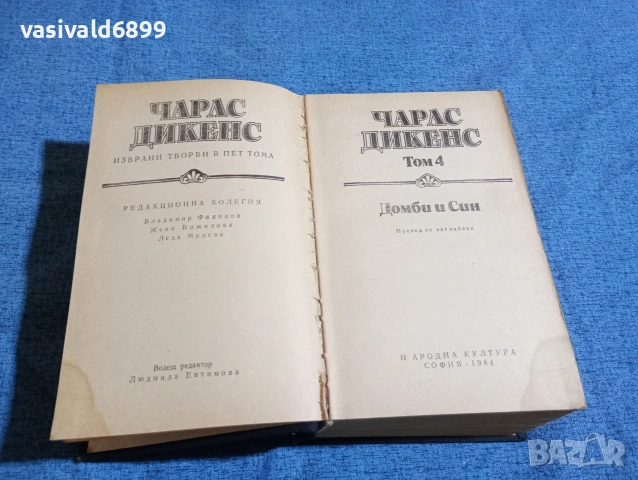 vasivald6899
ЧАРЛС
ДИКЕНС
ИЗБРАНИ ТВОРБИ В ПЕТ ТОМА
РЕДАКЦИОННА КОЛЕГИЯ
Владимир Филипов
Жени Божилова
Леда Милева
Водещ редактор
Людмила Евтимова
ЧАРЛС
ДИКЕНС
Том 4
Домби и Син
Превод от английски
НАРОДНА КУЛТУРА
СОФИЯ · 1984
BAZAR